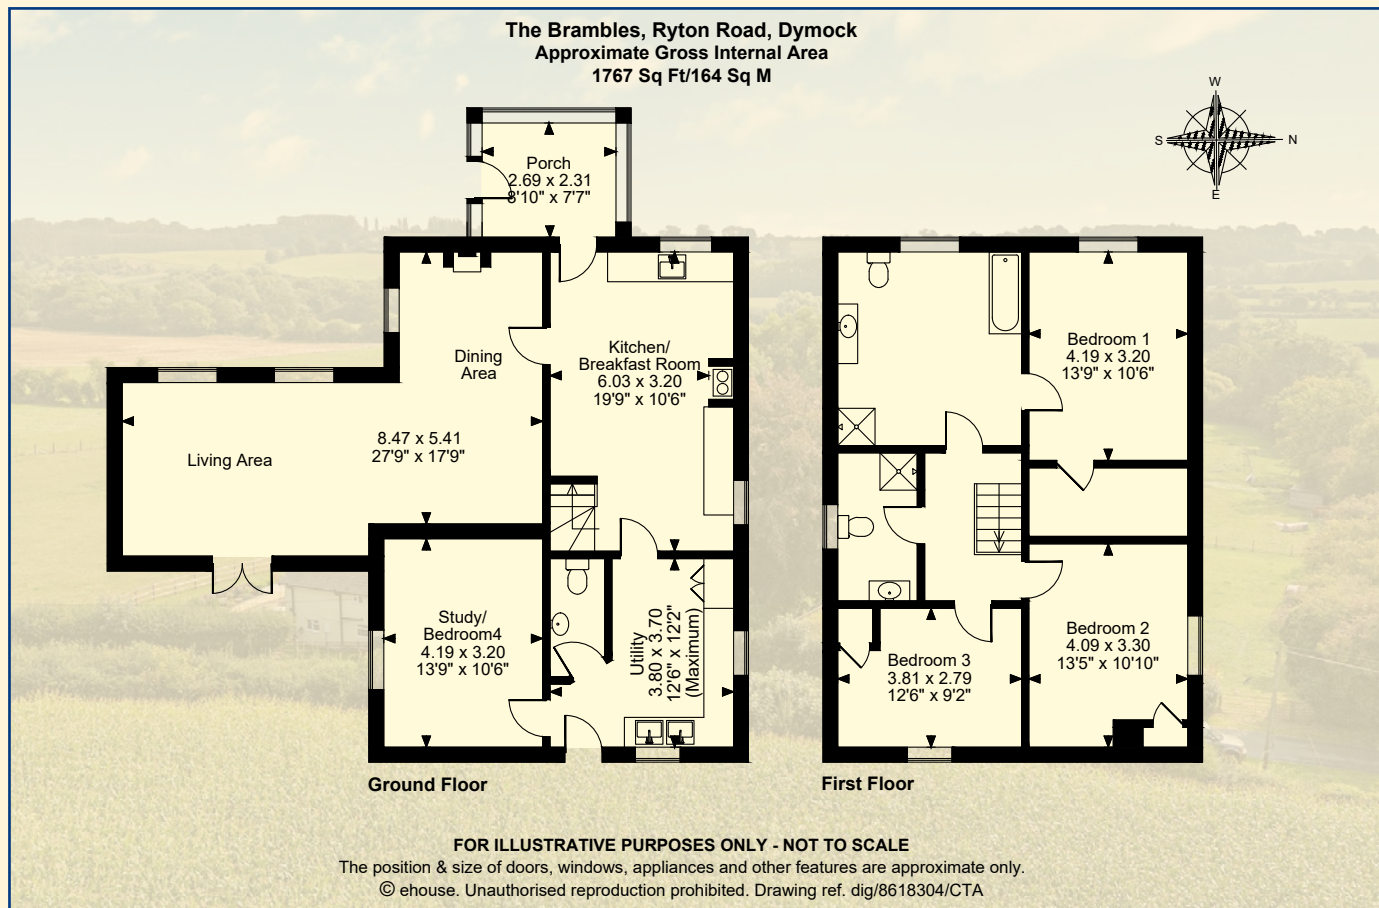 The Brambles, Ryton Road, Dymock
Approximate Gross Internal Area
1767 Sq Ft/164 Sq M
W
S
N
E
Porch
2.69 x 2.31
8'10" x 7'7"
Dining
Area
Kitchen/
Breakfast Room
6.03 x 3.20
19'9" x 10'6"
8.47 x 5.41
27'9" x 17'9"
Living Area
Study/
Bedroom4
4.19 x 3.20
13'9" x 10'6"
Utility
3.80 x 3.70
12'6" x 12'2"
(Maximum)
Ground Floor
Bedroom 1
4.19 x 3.20
13'9" x 10'6"
Bedroom 2
4.09 x 3.30
13'5" x 10'10"
Bedroom 3
3.81 x 2.79
12'6" x 9'2"
First Floor
FOR ILLUSTRATIVE PURPOSES ONLY - NOT TO SCALE
The position & size of doors, windows, appliances and other features are approximate only.
© ehouse. Unauthorised reproduction prohibited. Drawing ref. dig/8618304/CTA